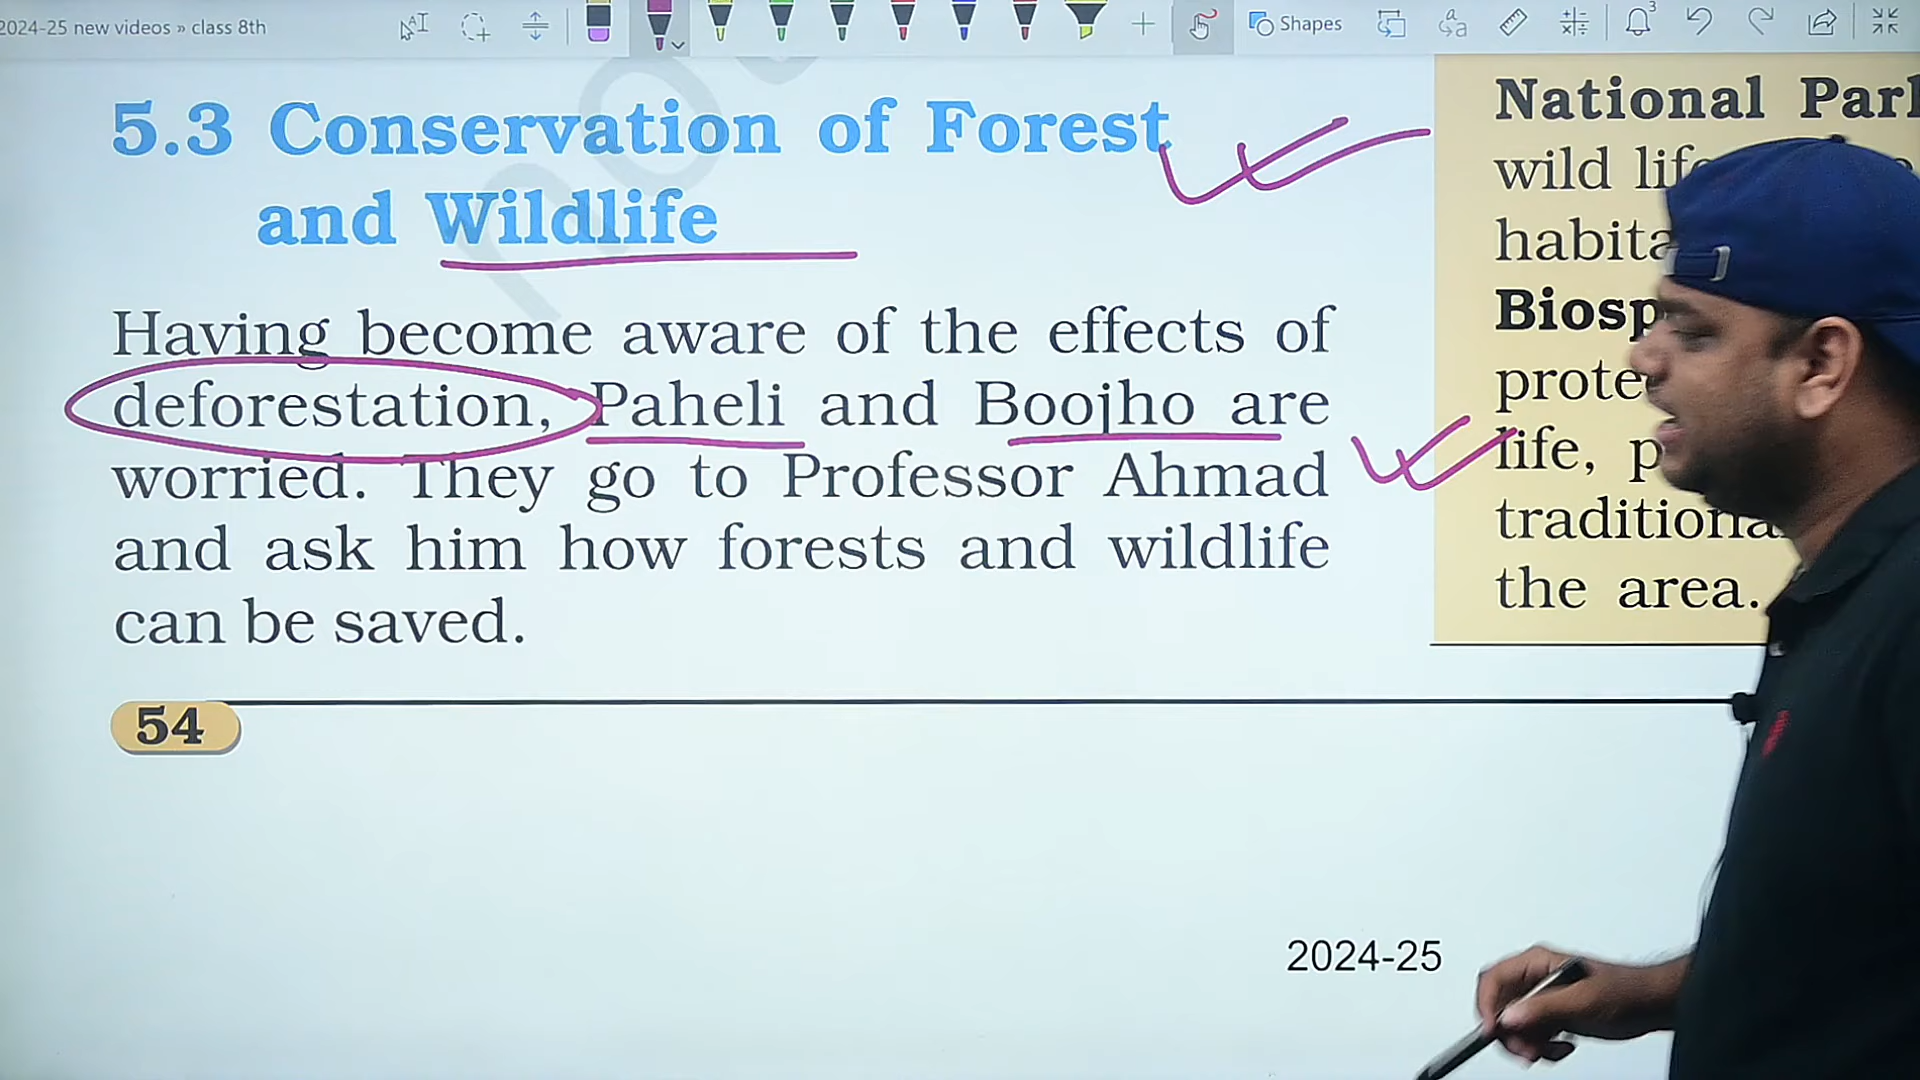 2024-25 new videos » class 8th
Shapes
3
5.3 Conservation of Forest
and Wildlife
Having become aware of the effects of
deforestation, Paheli and Boojho are
worried. They go to Professor Ahmad
and ask him how forests and wildlife
can be saved.
54
National
wild
habita
Biosp
prote
life, p
traditiona
the area.
2024-25